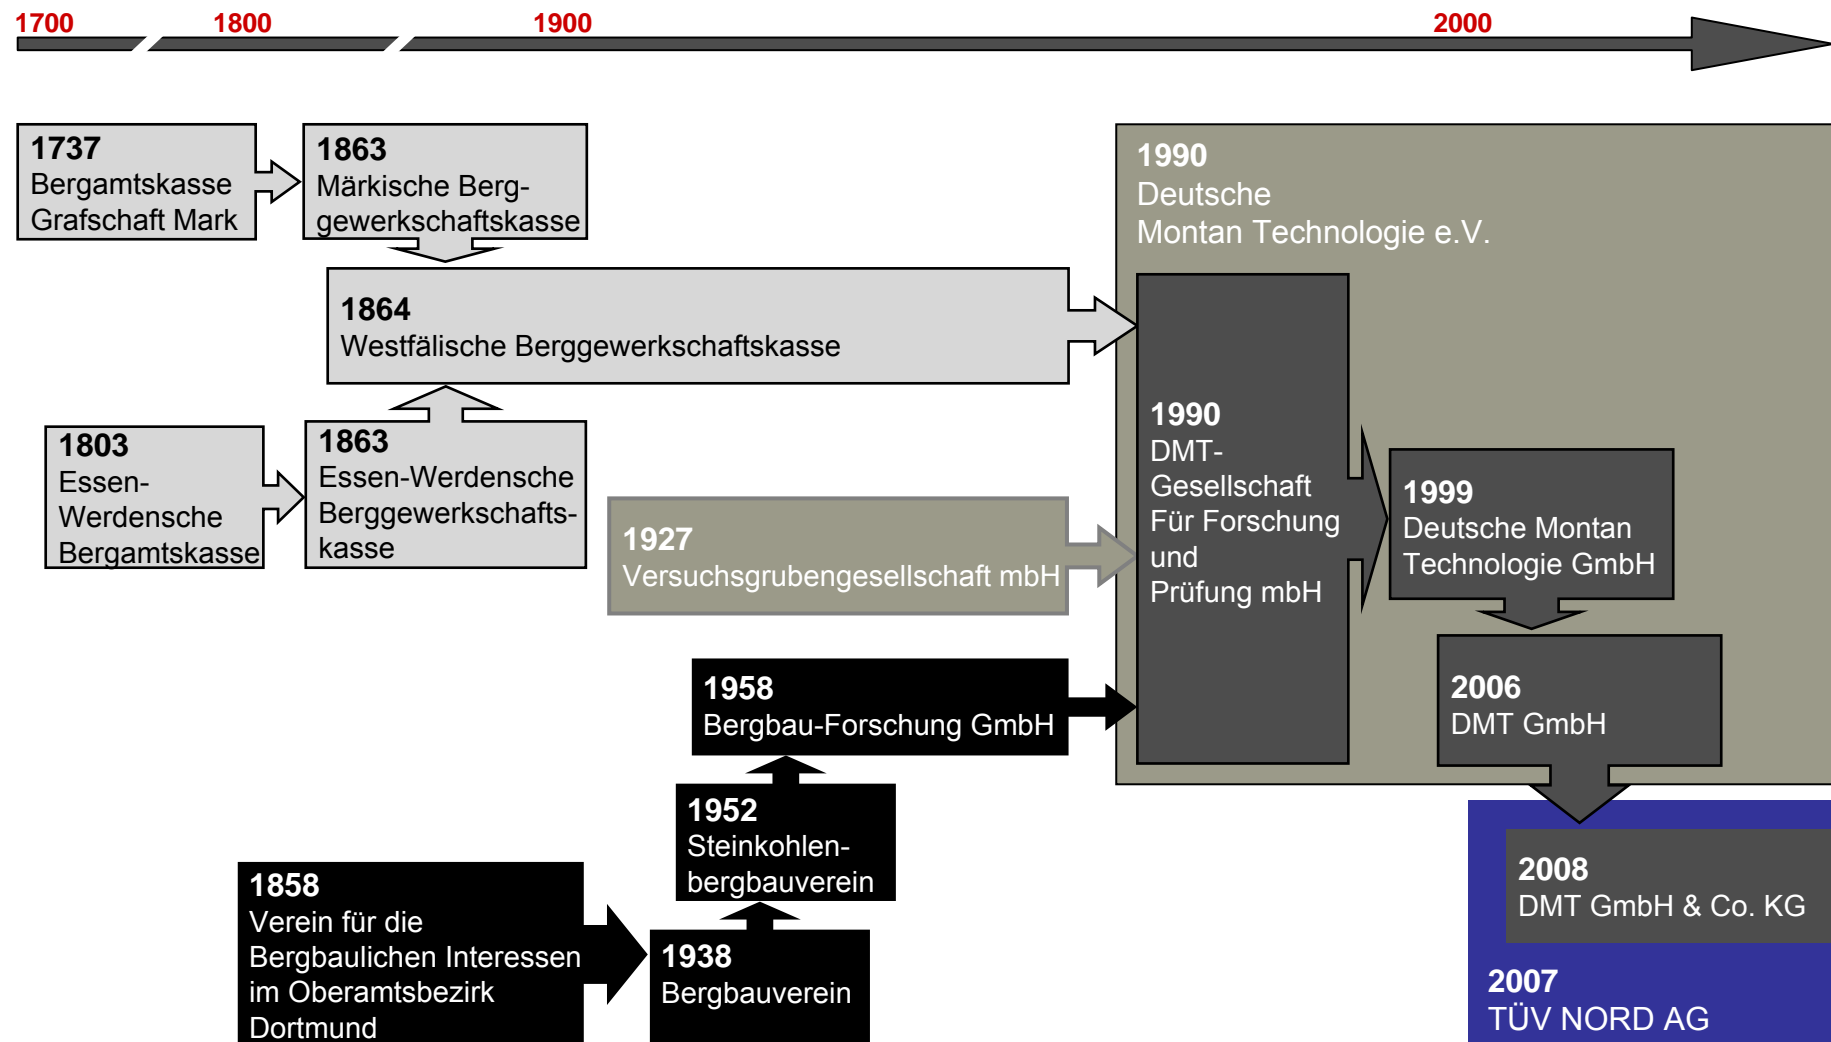 1700
1800
1900
2000
1737
Bergamtskasse
Grafschaft Mark
1863
Märkische Berg-
gewerkschaftskasse
1864
Westfälische Berggewerkschaftskasse
1803
Essen-
Werdensche
Bergamtskasse
1863
Essen-Werdensche
Berggewerkschafts-
kasse
1927
Versuchsgrubengesellschaft mbH
1958
Bergbau-Forschung GmbH
1952
Steinkohlen-
bergbauverein
1858
Verein für die
Bergbaulichen Interessen
im Oberamtsbezirk
Dortmund
1938
Bergbauverein
1990
Deutsche
Montan Technologie e.V.
1990
DMT-
Gesellschaft
Für Forschung
und
Prüfung mbH
1999
Deutsche Montan
Technologie GmbH
2006
DMT GmbH
2008
DMT GmbH & Co. KG
2007
TÜV NORD AG